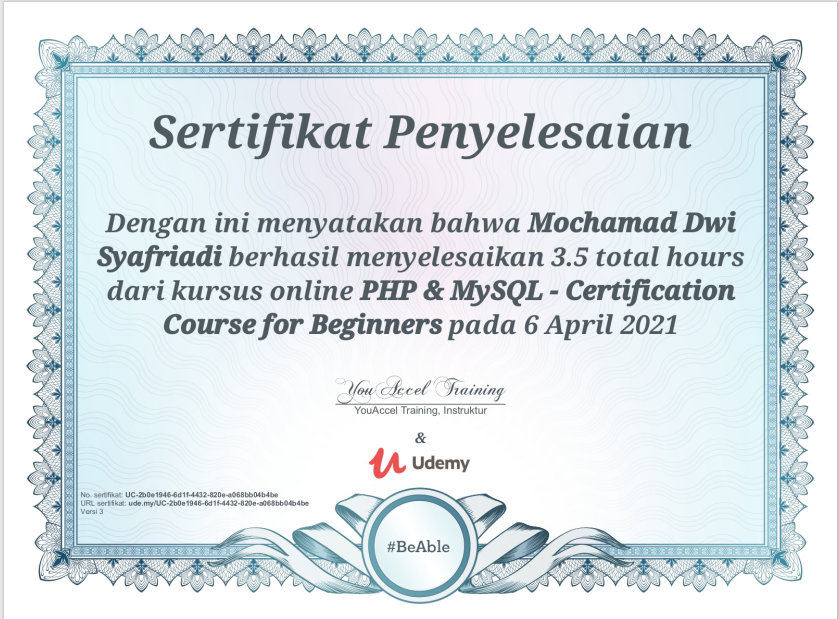 Sertifikat Penyelesaian
Dengan ini menyatakan bahwa Mochamad Dwi
Syafriadi berhasil menyelesaikan 3.5 total hours
dari kursus online PHP & MySQL - Certification
Course for Beginners pada 6 April 2021
YouAccel Training
YouAccel Training, Instruktur
&
Udemy
No. sertifikat: UC-2b0e1946-6d1f-4432-820e-a068bb04b4be
URL sertifikat: ude.my/UC-2b0e1946-6d1f-4432-820e-a068bb04b4be
Versi 3
#BeAble